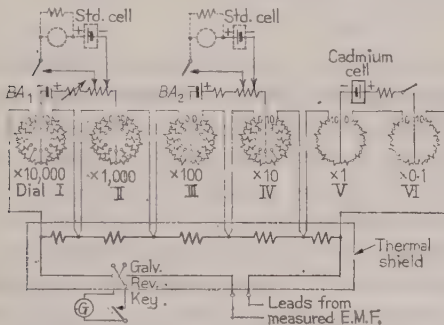 Std. cell
Std. cell
Cadmium
cell
BA1
BA2
×10,000
×1,000
×100
×10
×1
×0·1
Dial I
II
III
IV
V
VI
Thermal
shield
Galv.
Rev.
Key.
G
Leads from
measured E.M.F.